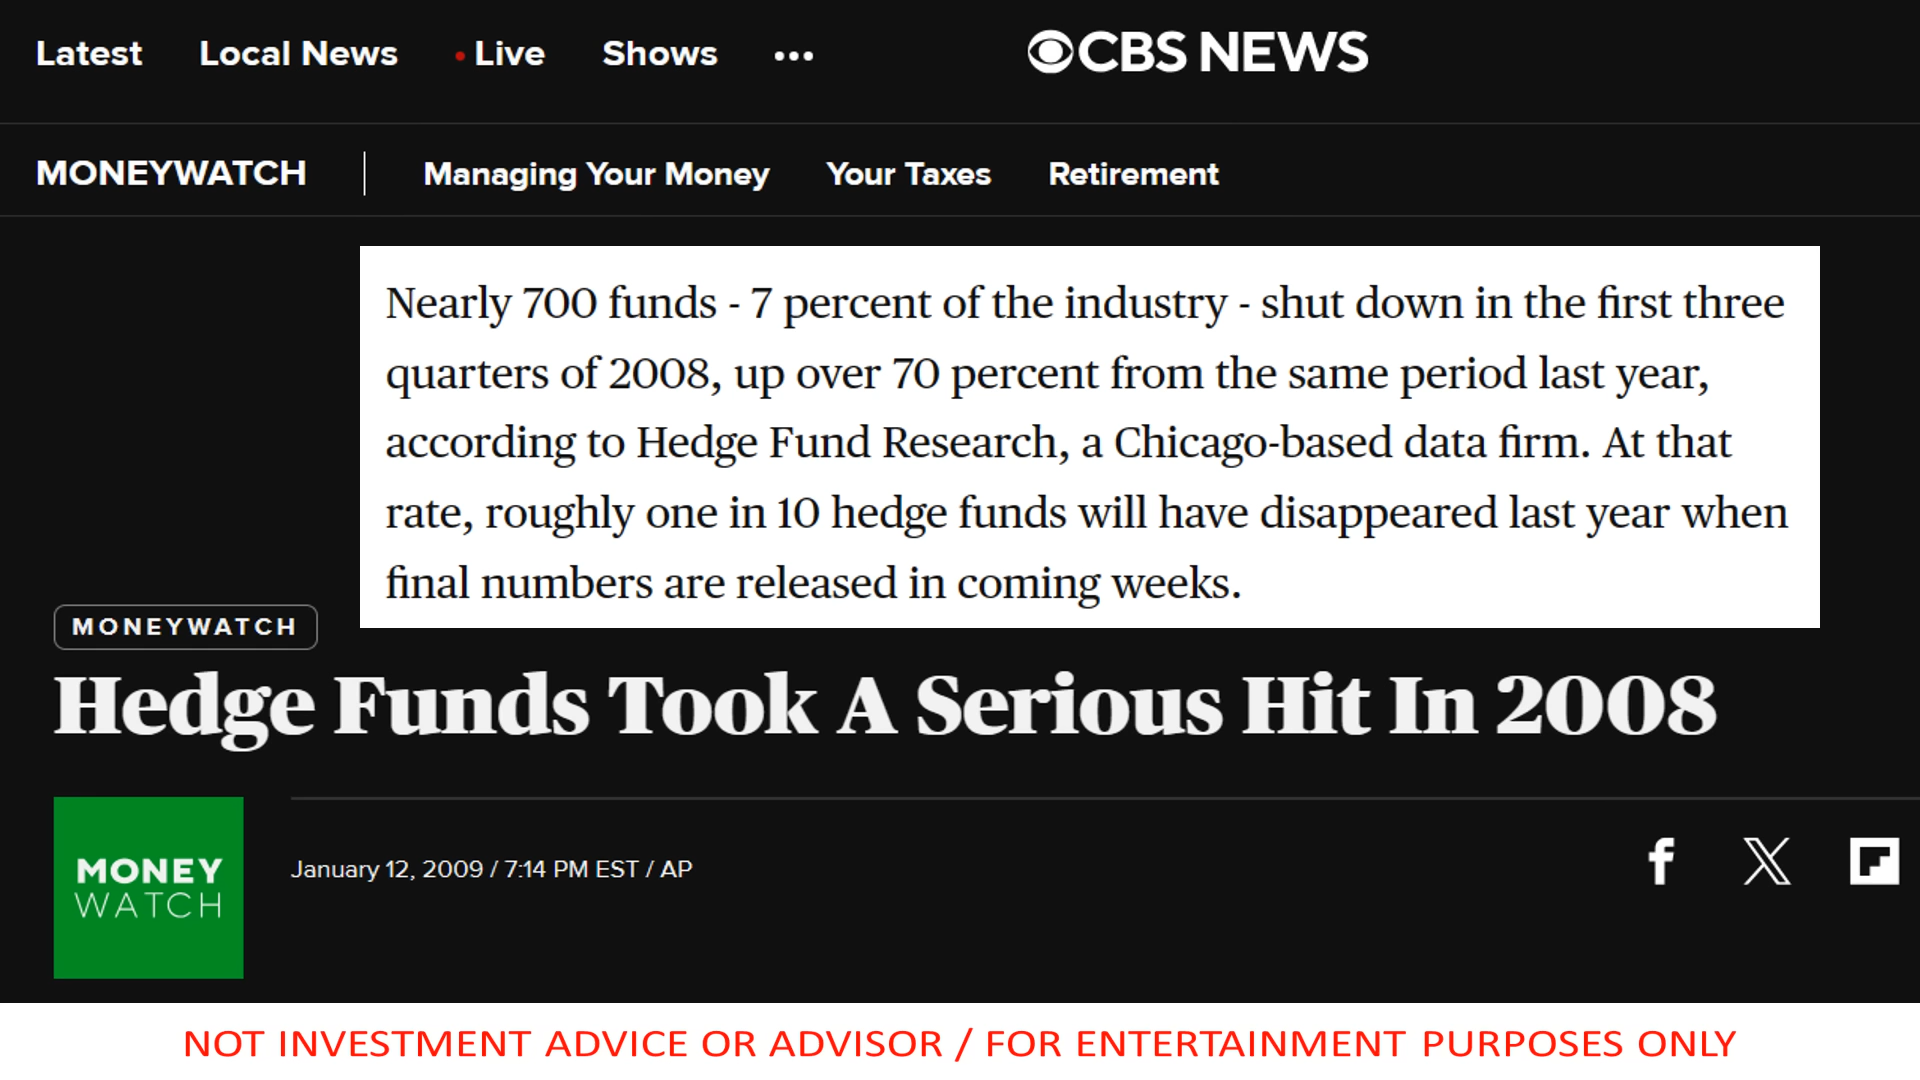 Latest Local News Live Shows ••• CBS NEWS
MONEYWATCH Managing Your Money Your Taxes Retirement
Nearly 700 funds - 7 percent of the industry - shut down in the first three
quarters of 2008, up over 70 percent from the same period last year,
according to Hedge Fund Research, a Chicago-based data firm. At that
rate, roughly one in 10 hedge funds will have disappeared last year when
final numbers are released in coming weeks.
MONEYWATCH
Hedge Funds Took A Serious Hit In 2008
MONEY
WATCH
January 12, 2009 / 7:14 PM EST / AP
NOT INVESTMENT ADVICE OR ADVISOR / FOR ENTERTAINMENT PURPOSES ONLY